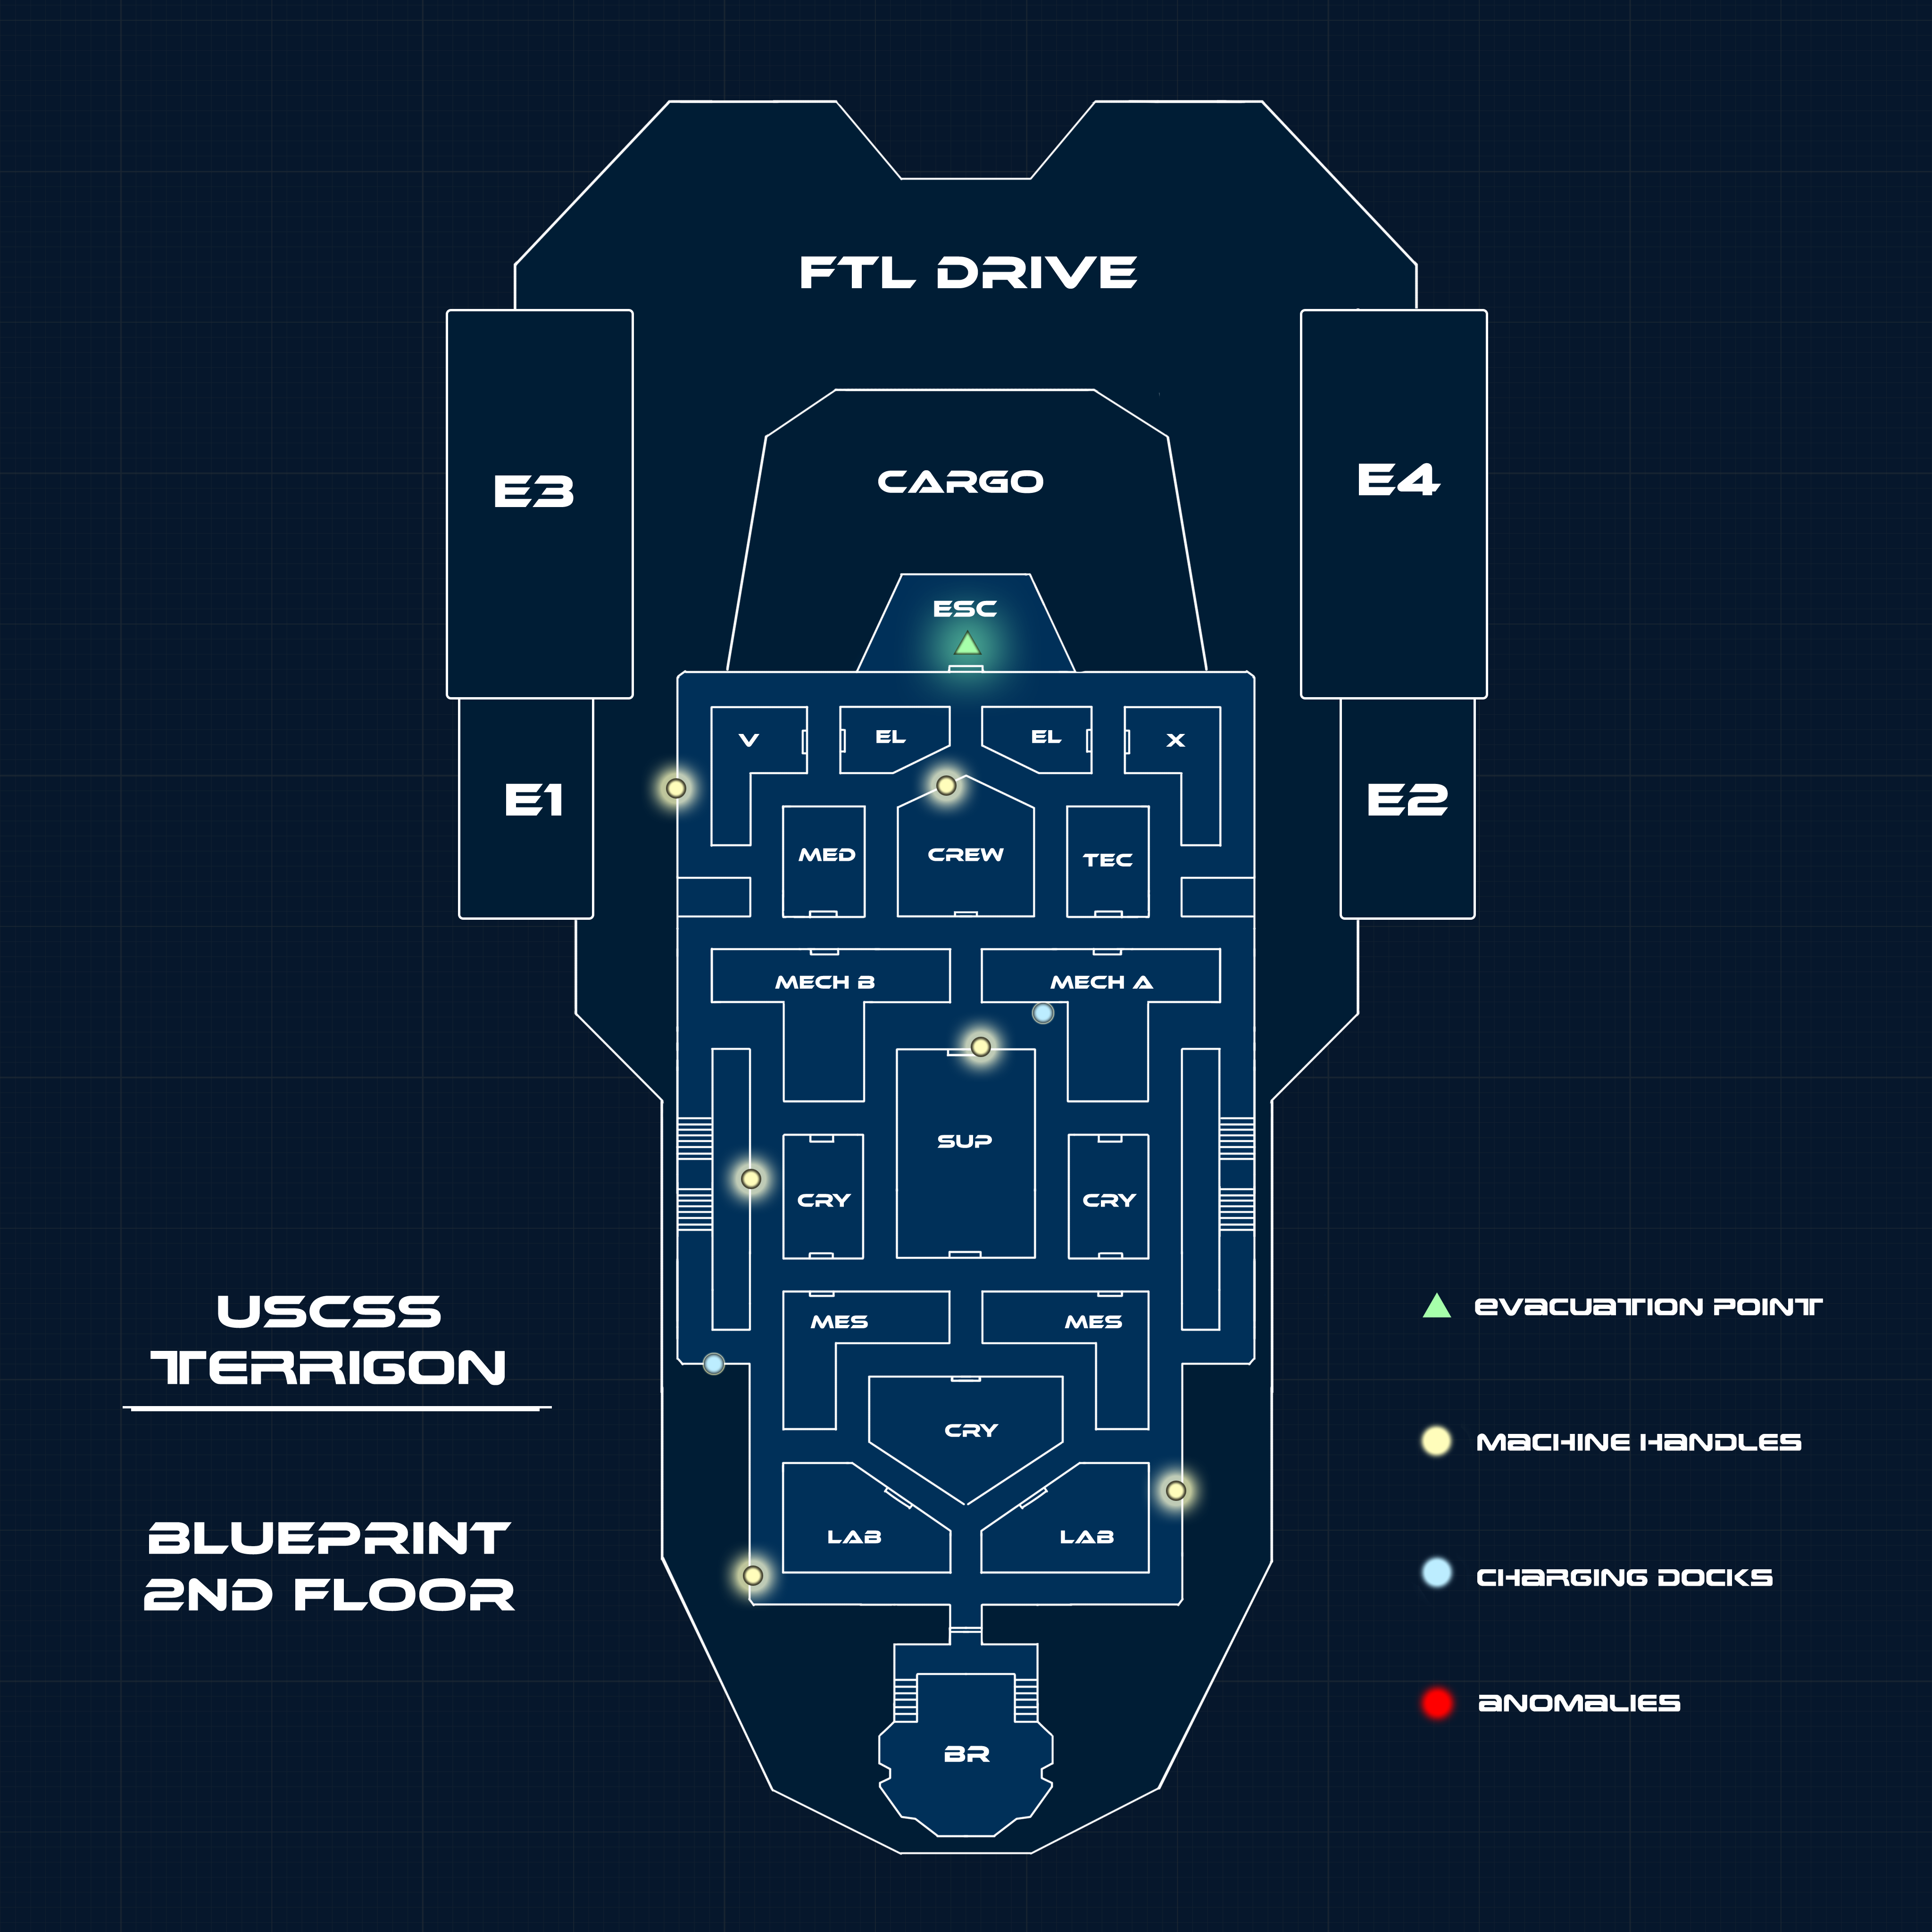 FTL DRIVE
E3
CARGO
E4
ESC
V
EL
EL
X
E1
E2
MED
CREW
TEC
MECH B
MECH A
SUP
CRY
CRY
MES
MES
CRY
LAB
LAB
BR
USCSS
TERRIGON
BLUEPRINT
2ND FLOOR
EVACUATION POINT
MACHINE HANDLES
CHARGING DOCKS
ANOMALIES